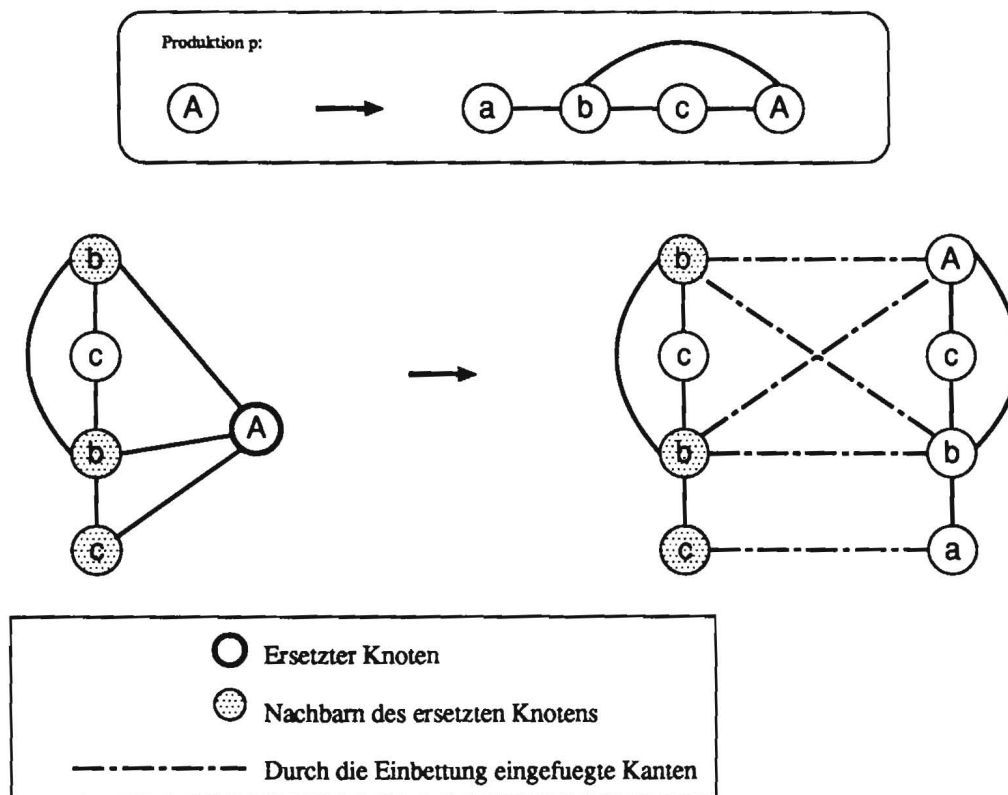 Produktion p:
A a b c A
b b A
c c
A
b b b
c c a
Ersetzter Knoten
Nachbarn des ersetzten Knotens
Durch die Einbettung eingefuegte Kanten